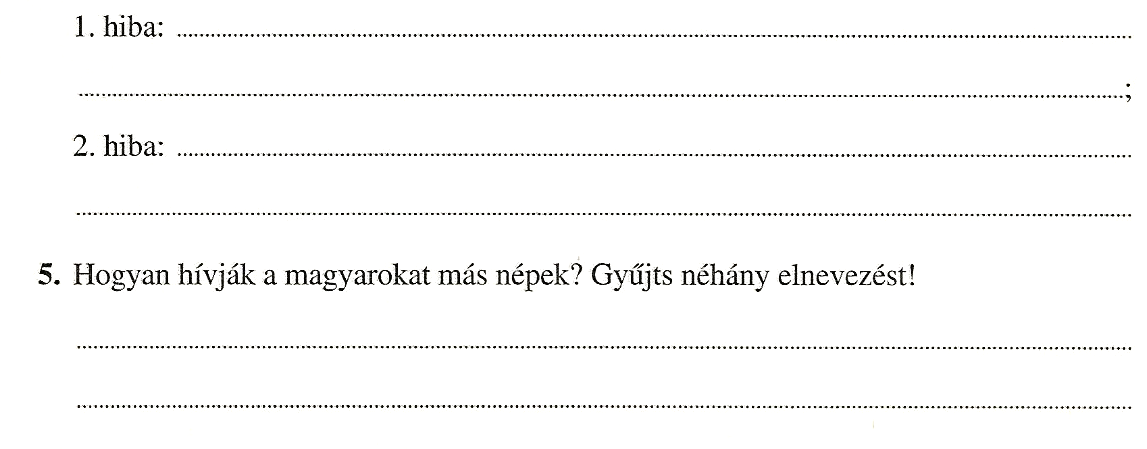 1. hiba: ........................................
........................................;
2. hiba: ........................................
........................................
5. Hogyan hívják a magyarokat más népek? Gyűjts néhány elnevezést!
........................................
........................................